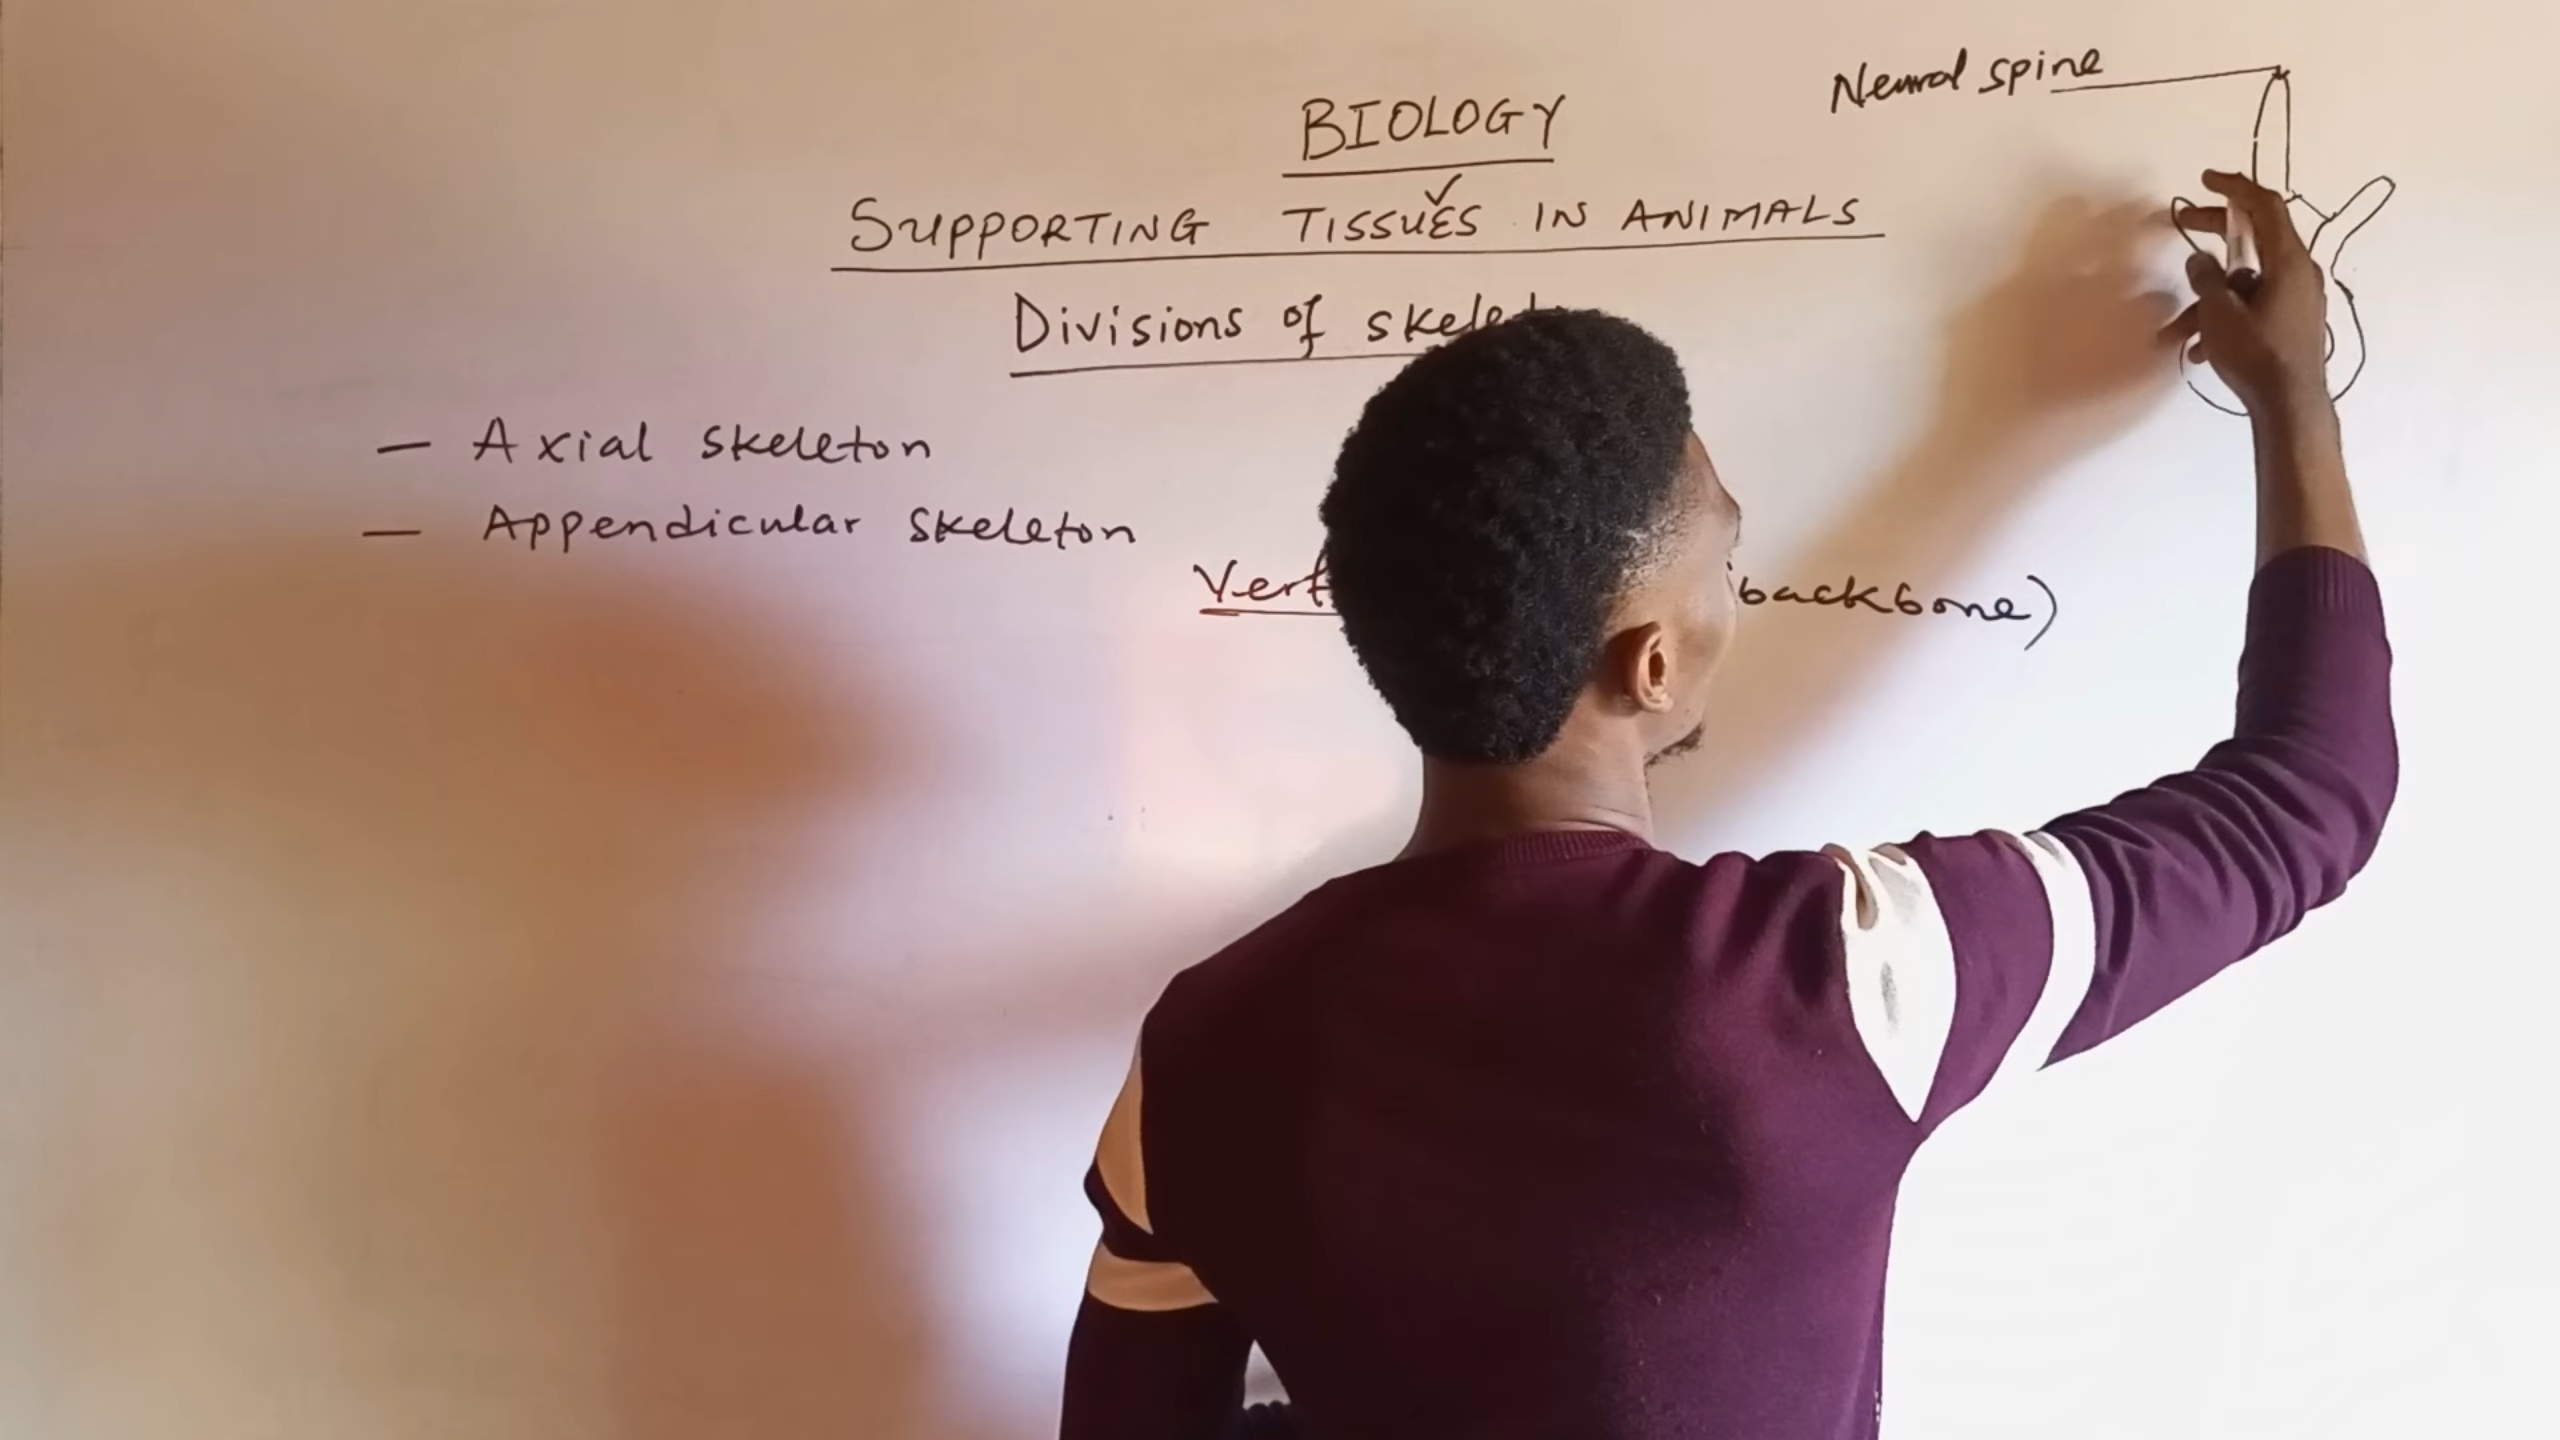 Neural spine
BIOLOGY
SUPPORTING TISSUES IN ANIMALS
Divisions of
- Axial skeleton
- Appendicular skeleton
backbone)